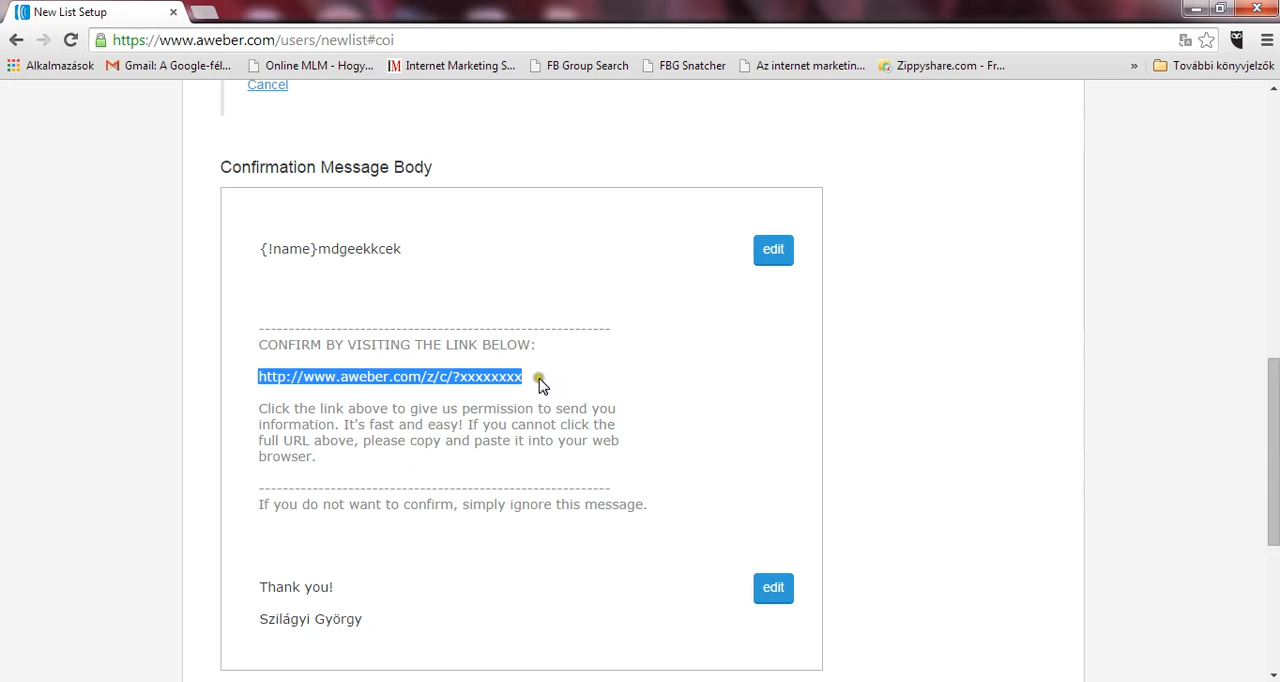 New List Setup
https://www.aweber.com/users/newlist#coi
Alkalmazások Gmail: A Google-fél... Online MLM - Hogy... IM Internet Marketing S... FB Group Search FBG Snatcher Az internet marketin... Zippyshare.com - Fr... » További könyvjelzők
Cancel
Confirmation Message Body
{!name}mdgeekkcek edit
-----------------------------------------------------------
CONFIRM BY VISITING THE LINK BELOW:
http://www.aweber.com/z/c/?xxxxxxxx
Click the link above to give us permission to send you
information. It's fast and easy! If you cannot click the
full URL above, please copy and paste it into your web
browser.
-----------------------------------------------------------
If you do not want to confirm, simply ignore this message.
Thank you! edit
Szilágyi György